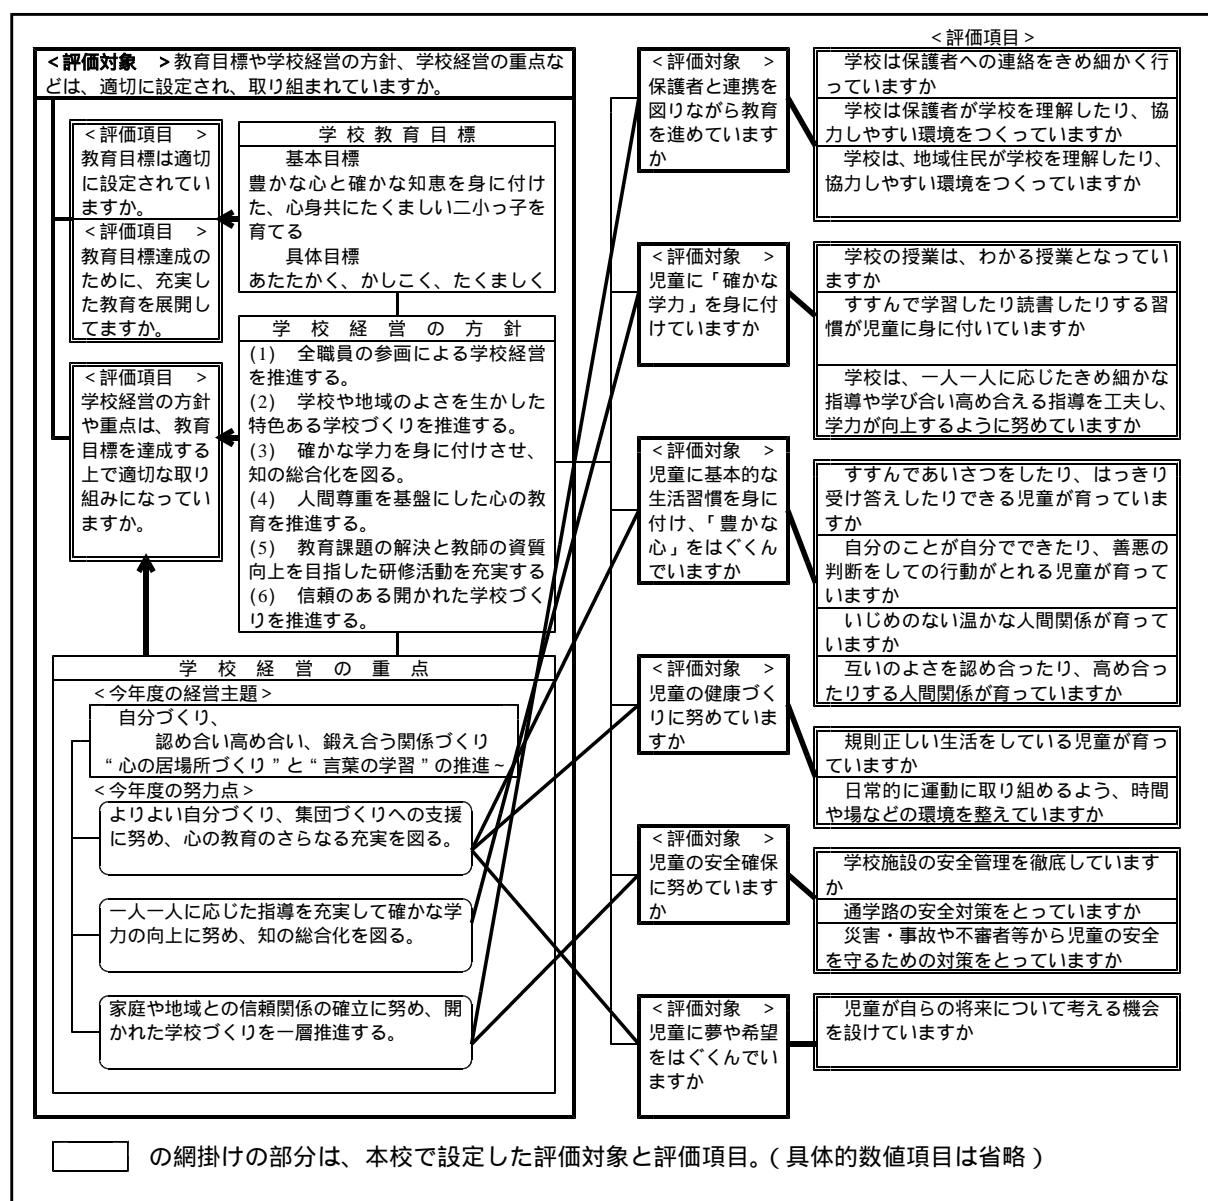 <評価対象　>教育目標や学校経営の方針、学校経営の重点な
どは、適切に設定され、取り組まれていますか。
<評価項目　>
教育目標は適切
に設定されてい
ますか。
<評価項目　>
教育目標達成の
ために、充実し
た教育を展開し
てますか。
学 校 教 育 目 標
基本目標
豊かな心と確かな知恵を身に付け
た、心身共にたくましい二小っ子を
育てる
具体目標
あたたかく、かしこく、たくましく
<評価項目　>
学校経営の方針
や重点は、教育
目標を達成する
上で適切な取り
組みになってい
ますか。
学 校 経 営 の 方 針
(1)　全職員の参画による学校経営
を推進する。
(2)　学校や地域のよさを生かした
特色ある学校づくりを推進する。
(3)　確かな学力を身に付けさせ、
知の総合化を図る。
(4)　人間尊重を基盤にした心の教
育を推進する。
(5)　教育課題の解決と教師の資質
向上を目指した研修活動を充実する
(6)　信頼のある開かれた学校づく
りを推進する。
学 校 経 営 の 重 点
<今年度の経営主題>
自分づくり、
認め合い高め合い、鍛え合う関係づくり
“心の居場所づくり”と“言葉の学習”の推進~
<今年度の努力点>
よりよい自分づくり、集団づくりへの支援
に努め、心の教育のさらなる充実を図る。
一人一人に応じた指導を充実して確かな学
力の向上に努め、知の総合化を図る。
家庭や地域との信頼関係の確立に努め、開
かれた学校づくりを一層推進する。
<評価対象　>
保護者と連携を
図りながら教育
を進めています
か
<評価対象　>
児童に「確かな
学力」を身に付
けていますか
<評価対象　>
児童に基本的な
生活習慣を身に
付け、「豊かな
心」をはぐくん
でいますか
<評価対象　>
児童の健康づく
りに努めていま
すか
<評価対象　>
児童の安全確保
に努めています
か
<評価対象　>
児童に夢や希望
をはぐくんでい
ますか
<評価項目>
学校は保護者への連絡をきめ細かく行
っていますか
学校は保護者が学校を理解したり、協
力しやすい環境をつくっていますか
学校は、地域住民が学校を理解したり、
協力しやすい環境をつくっていますか
学校の授業は、わかる授業となってい
ますか
すすんで学習したり読書したりする習
慣が児童に身に付いていますか
学校は、一人一人に応じたきめ細かな
指導や学び合い高め合える指導を工夫し、
学力が向上するように努めていますか
すすんであいさつをしたり、はっきり
受け答えしたりできる児童が育っていま
すか
自分のことが自分でできたり、善悪の
判断をしての行動がとれる児童が育って
いますか
いじめのない温かな人間関係が育って
いますか
互いのよさを認め合ったり、高め合っ
たりする人間関係が育っていますか
規則正しい生活をしている児童が育っ
ていますか
日常的に運動に取り組めるよう、時間
や場などの環境を整えていますか
学校施設の安全管理を徹底しています
か
通学路の安全対策をとっていますか
災害・事故や不審者等から児童の安全
を守るための対策をとっていますか
児童が自らの将来について考える機会
を設けていますか
の網掛けの部分は、本校で設定した評価対象と評価項目。(具体的数値項目は省略)